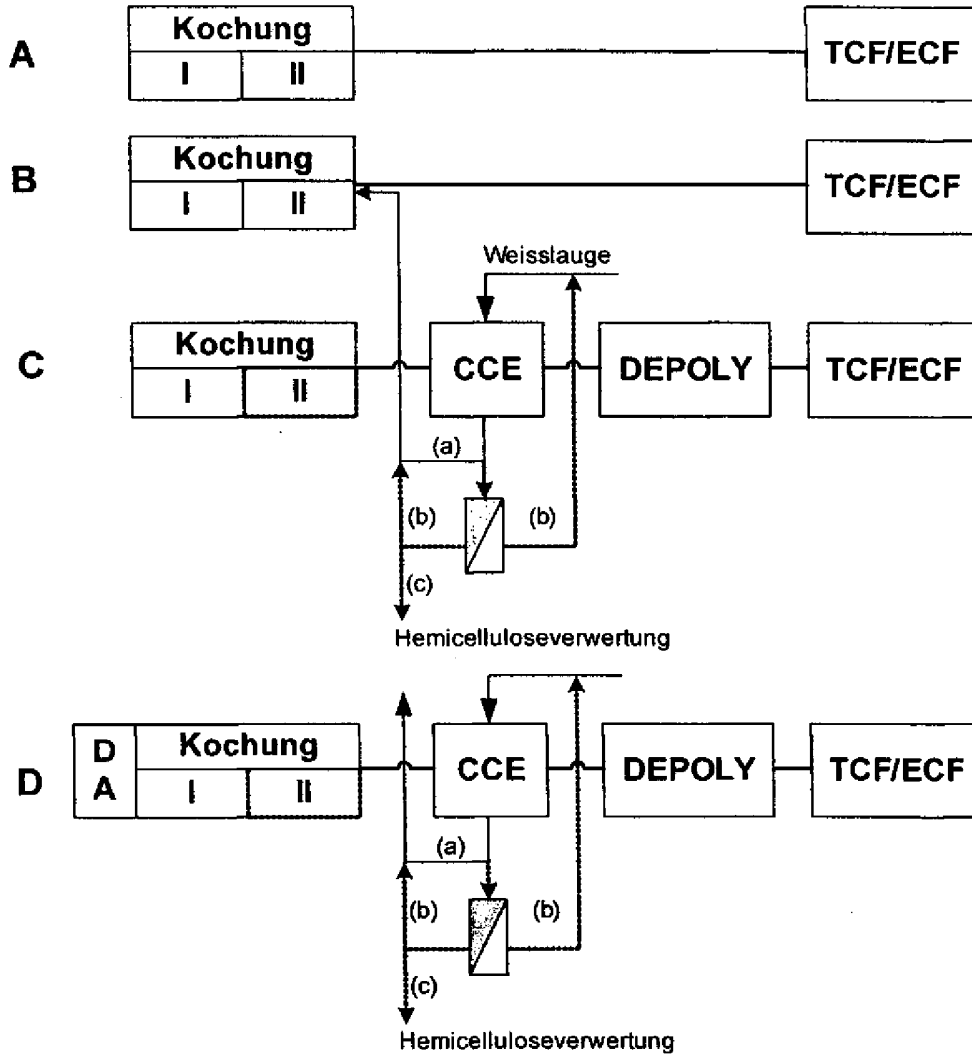 A
Kochung
I II
TCF/ECF
B
Kochung
I II
TCF/ECF
Weisslauge
C
Kochung
I II
CCE
DEPOLY
TCF/ECF
(a)
(b) (b)
(c)
Hemicelluloseverwertung
D
D
A
Kochung
I II
CCE
DEPOLY
TCF/ECF
(a)
(b) (b)
(c)
Hemicelluloseverwertung